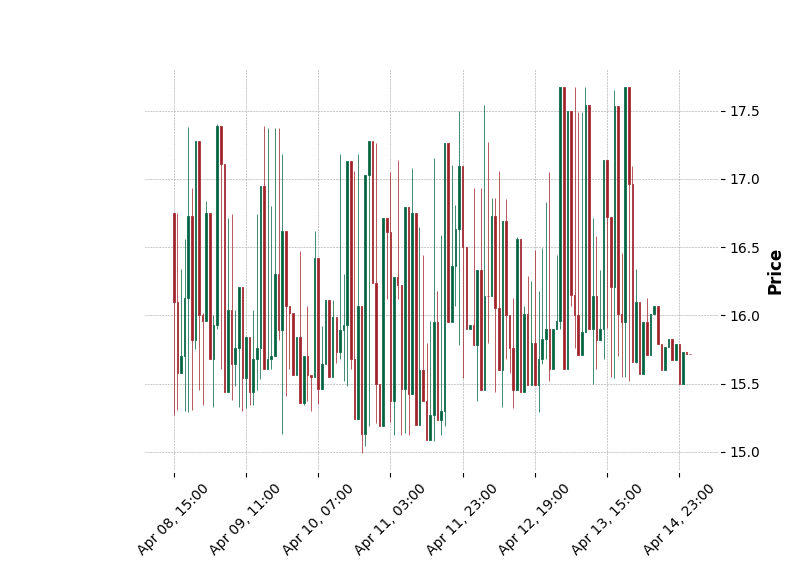 17.5
17.0
16.5
16.0
15.5
15.0
Price
Apr 08, 15:00
Apr 09, 11:00
Apr 10, 07:00
Apr 11, 03:00
Apr 11, 23:00
Apr 12, 19:00
Apr 13, 15:00
Apr 14, 23:00